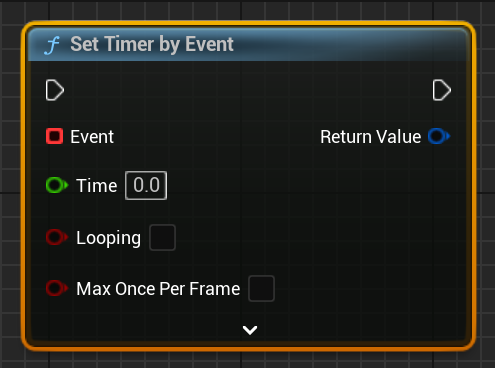 Set Timer by Event
Event
Return Value
Time 0.0
Looping
Max Once Per Frame